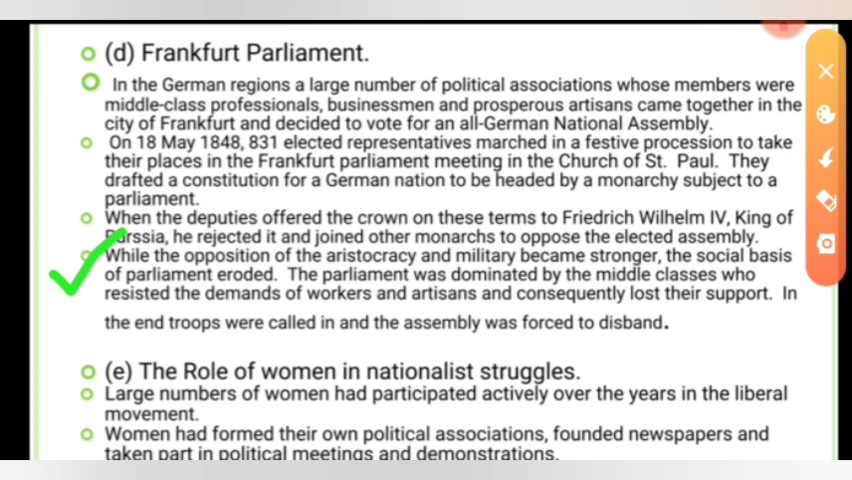 (d) Frankfurt Parliament.
In the German regions a large number of political associations whose members were
middle-class professionals, businessmen and prosperous artisans came together in the
city of Frankfurt and decided to vote for an all-German National Assembly.
On 18 May 1848, 831 elected representatives marched in a festive procession to take
their places in the Frankfurt parliament meeting in the Church of St. Paul. They
drafted a constitution for a German nation to be headed by a monarchy subject to a
parliament.
When the deputies offered the crown on these terms to Friedrich Wilhelm IV, King of
Purssia, he rejected it and joined other monarchs to oppose the elected assembly.
While the opposition of the aristocracy and military became stronger, the social basis
of parliament eroded. The parliament was dominated by the middle classes who
resisted the demands of workers and artisans and consequently lost their support. In
the end troops were called in and the assembly was forced to disband.
(e) The Role of women in nationalist struggles.
Large numbers of women had participated actively over the years in the liberal
movement.
Women had formed their own political associations, founded newspapers and
taken part in political meetings and demonstrations.